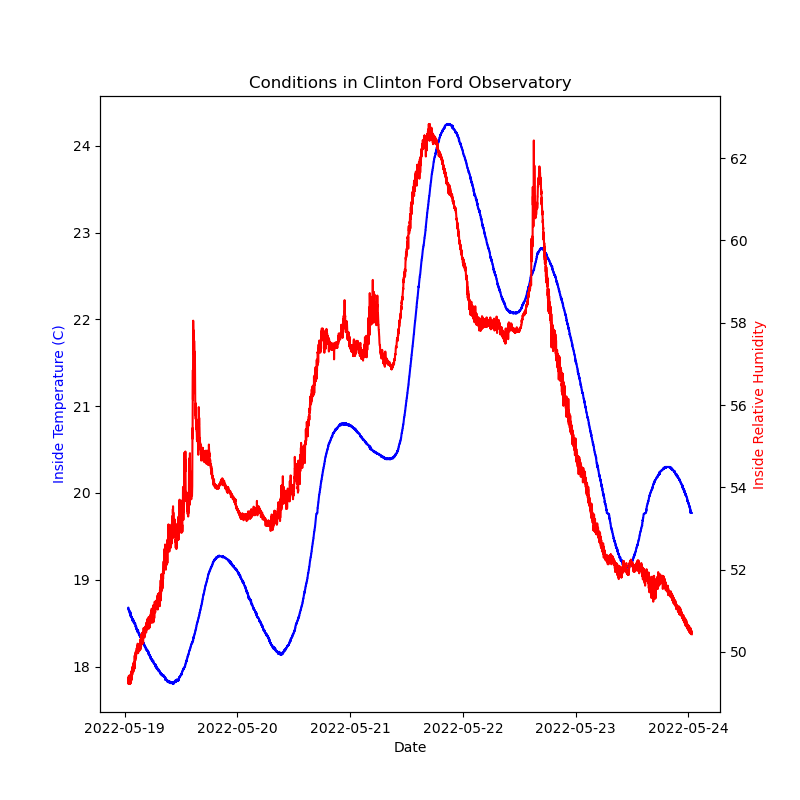 Conditions in Clinton Ford Observatory
24
23
22
21
20
19
18
Inside Temperature (C)
62
60
58
56
54
52
50
Inside Relative Humidity
2022-05-19 2022-05-20 2022-05-21 2022-05-22 2022-05-23 2022-05-24
Date